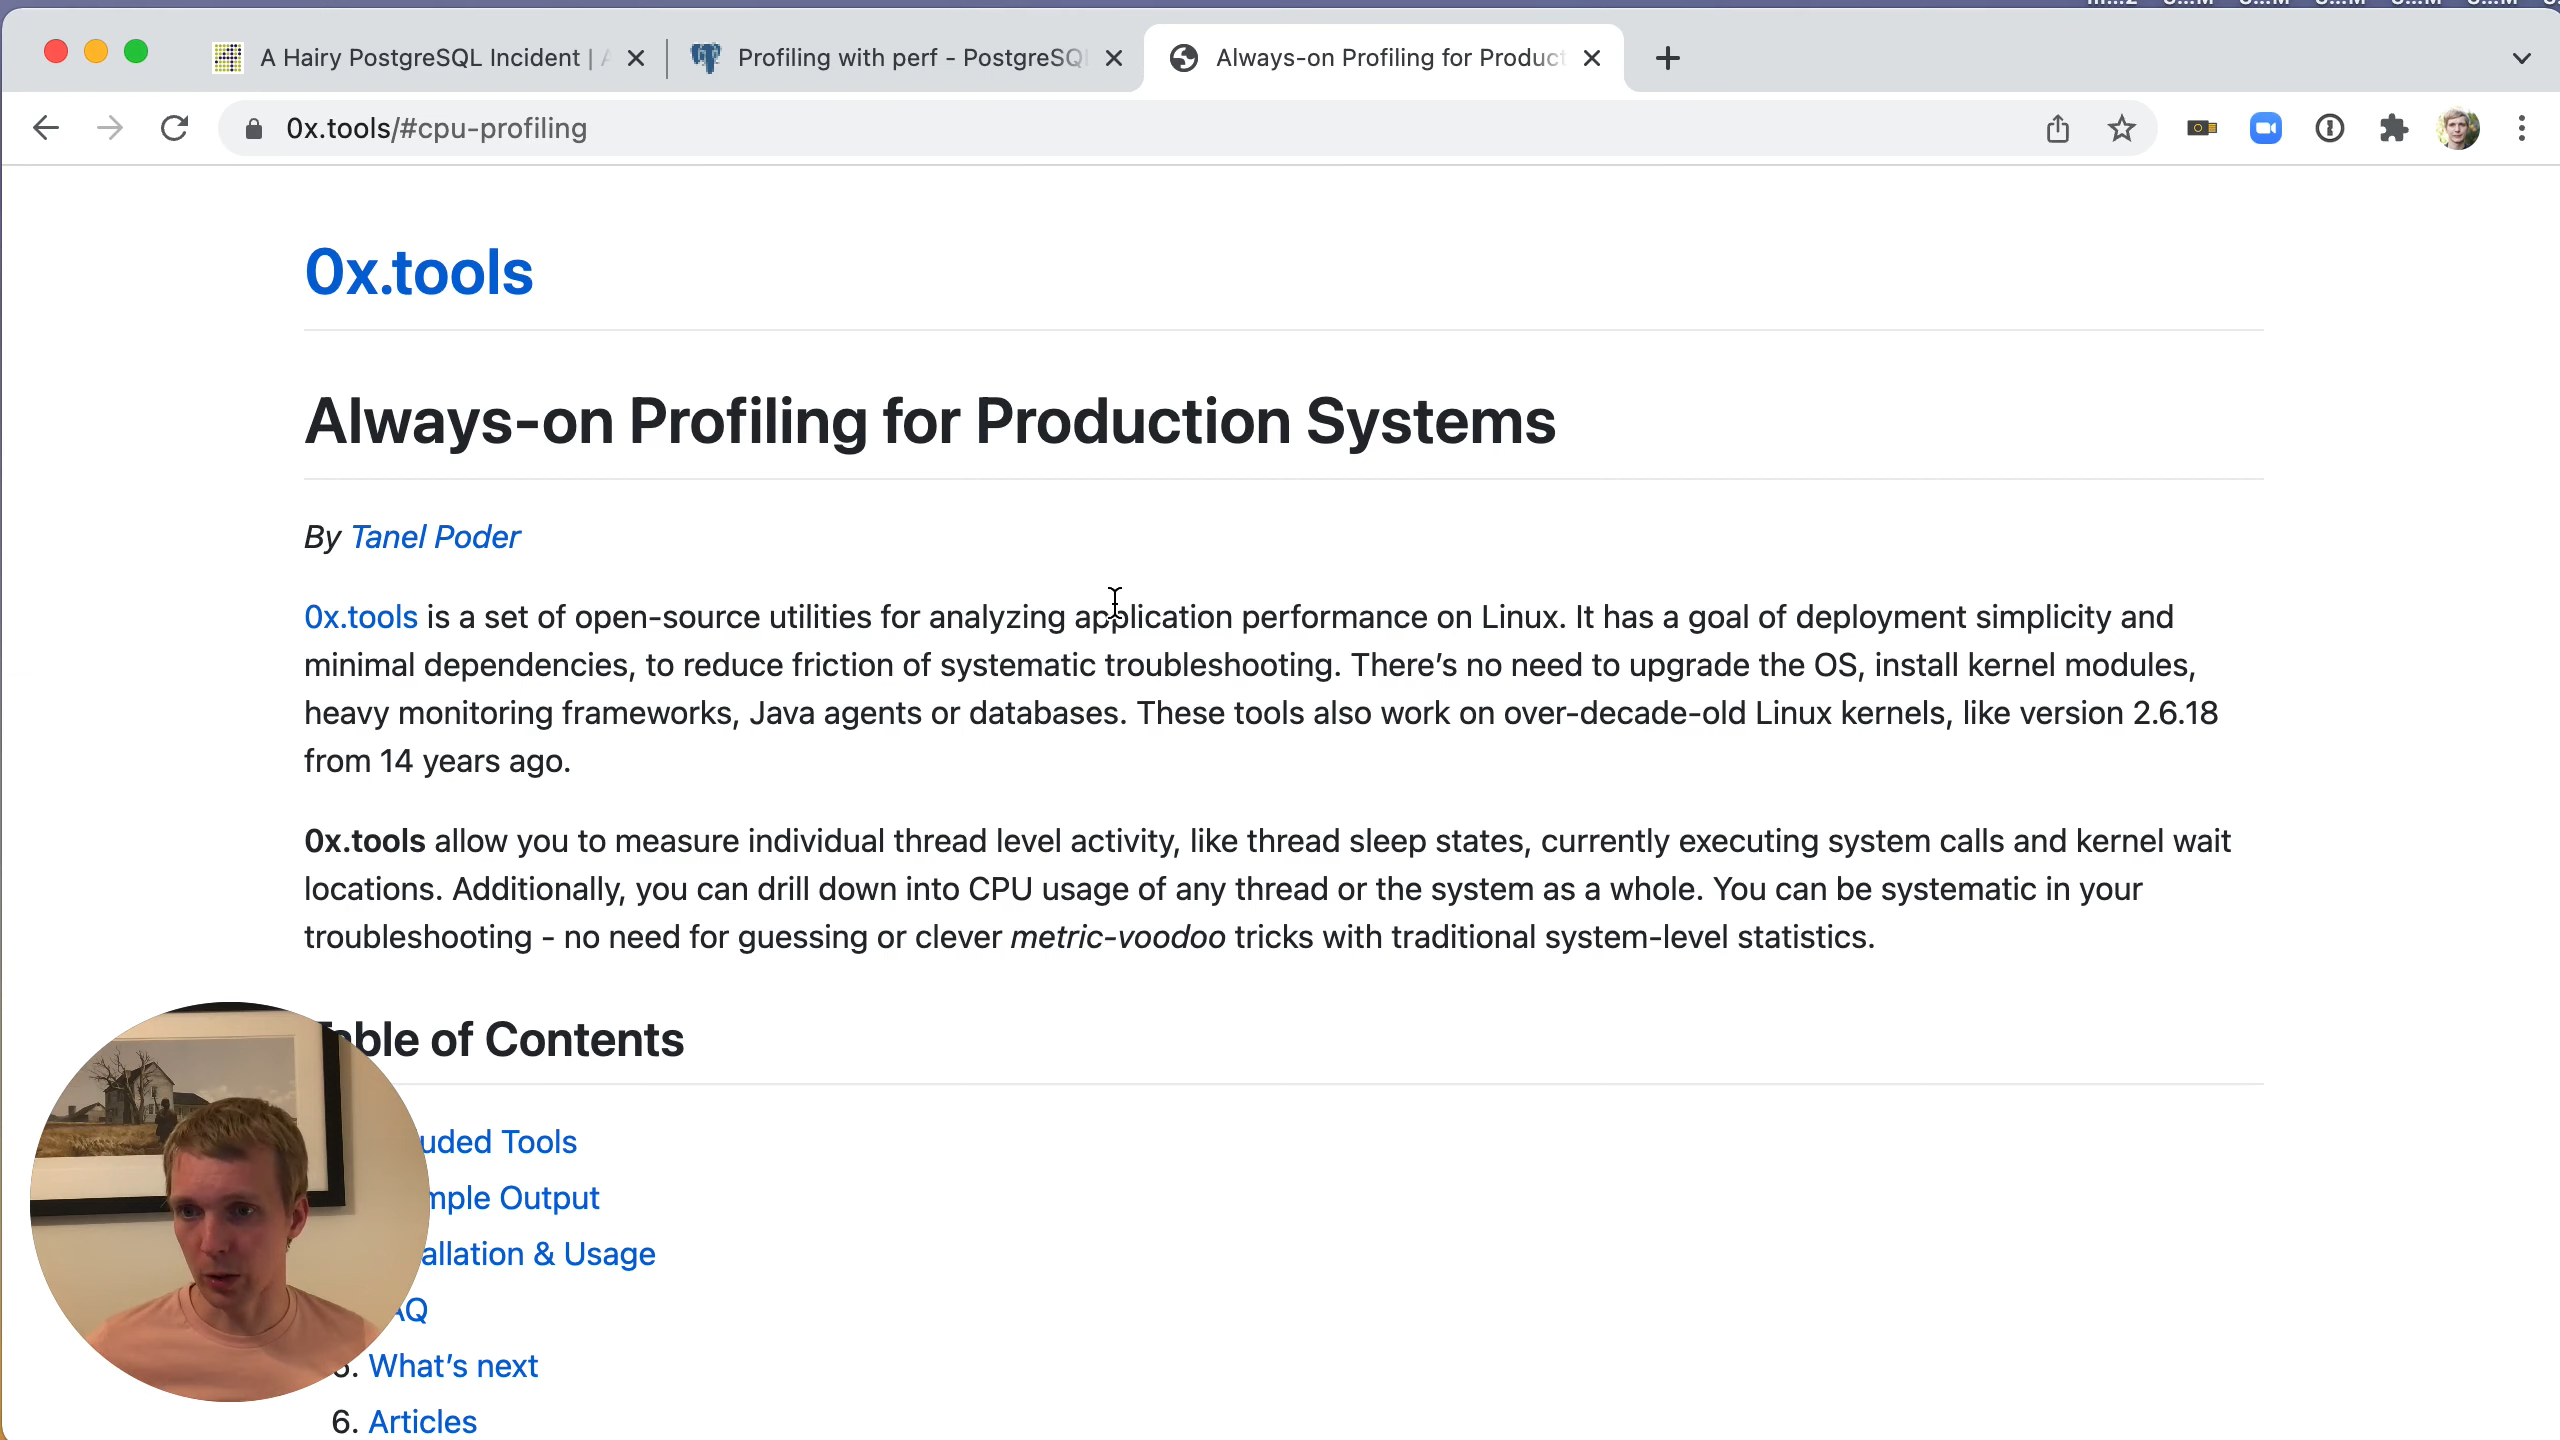 A Hairy PostgreSQL Incident |
Profiling with perf - PostgreSQL
Always-on Profiling for Product
0x.tools/#cpu-profiling
0x.tools
Always-on Profiling for Production Systems
By Tanel Poder
0x.tools is a set of open-source utilities for analyzing application performance on Linux. It has a goal of deployment simplicity and
minimal dependencies, to reduce friction of systematic troubleshooting. There's no need to upgrade the OS, install kernel modules,
heavy monitoring frameworks, Java agents or databases. These tools also work on over-decade-old Linux kernels, like version 2.6.18
from 14 years ago.
0x.tools allow you to measure individual thread level activity, like thread sleep states, currently executing system calls and kernel wait
locations. Additionally, you can drill down into CPU usage of any thread or the system as a whole. You can be systematic in your
troubleshooting - no need for guessing or clever metric-voodoo tricks with traditional system-level statistics.
Table of Contents
uded Tools
mple Output
allation & Usage
AQ
5. What's next
6. Articles